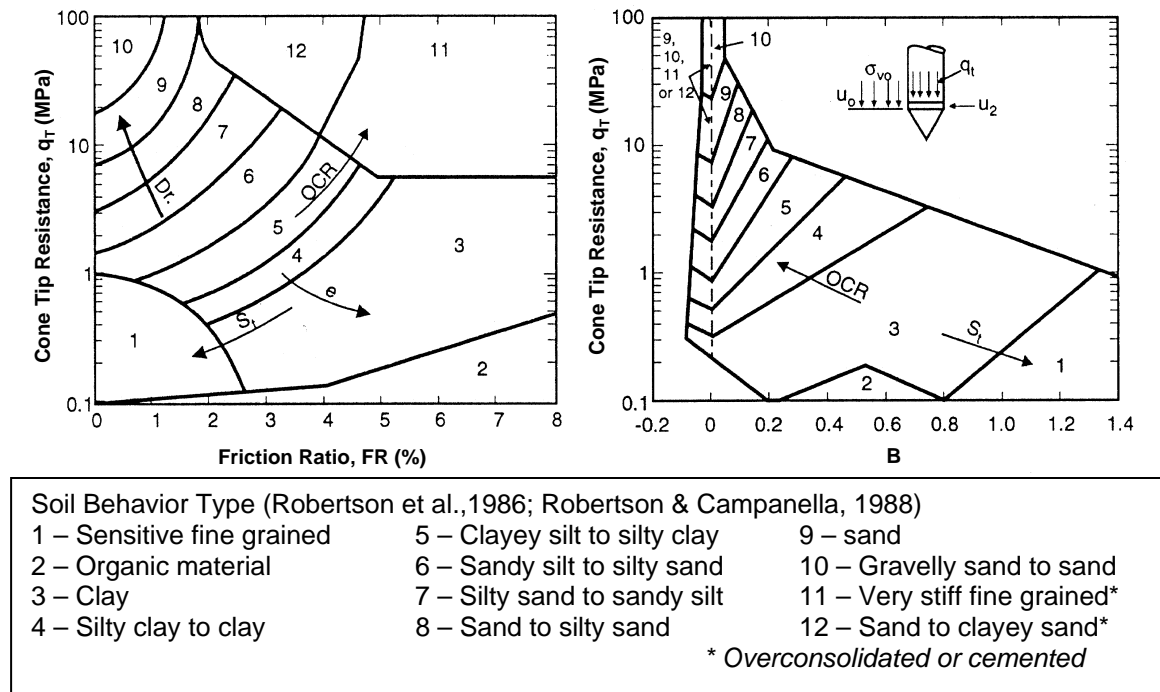 Cone Tip Resistance, qT (MPa)
100
10
1
0.1
0 1 2 3 4 5 6 7 8
Friction Ratio, FR (%)
10
9
8
7
6
5
4
3
2
1
12
11
Dr.
OCR
e
St
Cone Tip Resistance, qT (MPa)
100
10
1
0.1
-0.2 0 0.2 0.4 0.6 0.8 1.0 1.2 1.4
B
9,
10,
11
or 12
10
9
8
7
6
5
4
3
2
1
OCR
St
σvo
qt
uo
u2
Soil Behavior Type (Robertson et al.,1986; Robertson & Campanella, 1988)
1 – Sensitive fine grained 5 – Clayey silt to silty clay 9 – sand
2 – Organic material 6 – Sandy silt to silty sand 10 – Gravelly sand to sand
3 – Clay 7 – Silty sand to sandy silt 11 – Very stiff fine grained*
4 – Silty clay to clay 8 – Sand to silty sand 12 – Sand to clayey sand*
* Overconsolidated or cemented